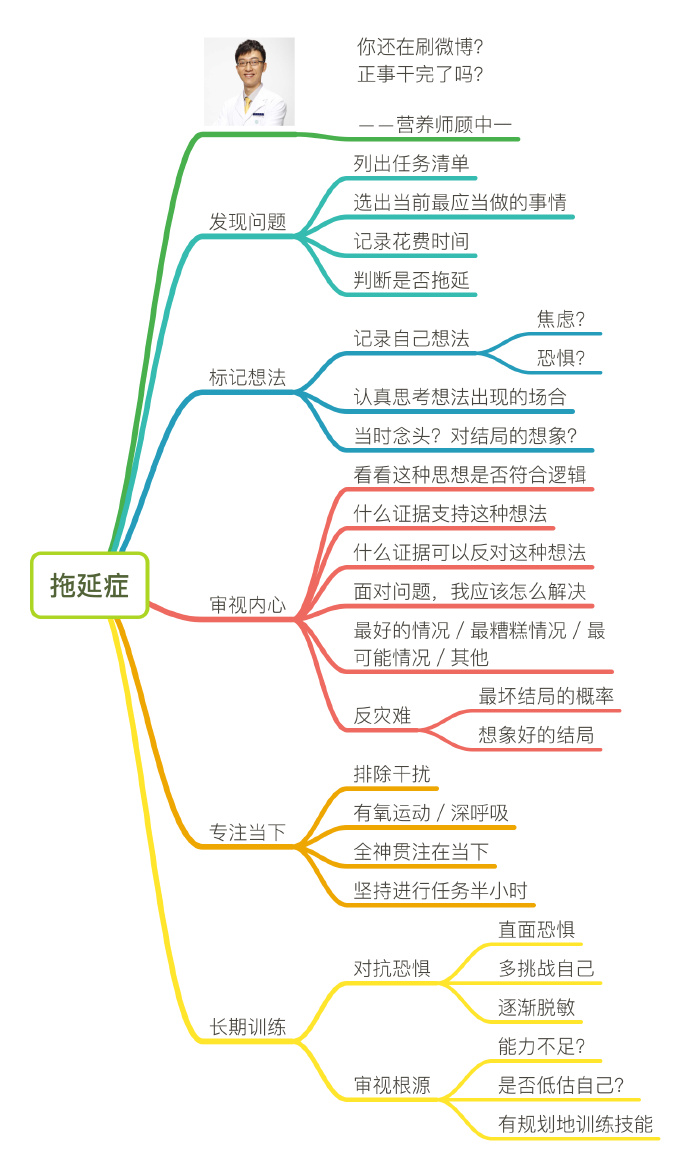 你还在刷微博？
正事干完了吗？
——营养师顾中一
发现问题
列出任务清单
选出当前最应当做的事情
记录花费时间
判断是否拖延
标记想法
记录自己想法
焦虑？
恐惧？
认真思考想法出现的场合
当时念头？对结局的想象？
拖延症
审视内心
看看这种思想是否符合逻辑
什么证据支持这种想法
什么证据可以反对这种想法
面对问题，我应该怎么解决
最好的情况 / 最糟糕情况 / 最
可能情况 / 其他
反灾难
最坏结局的概率
想象好的结局
专注当下
排除干扰
有氧运动 / 深呼吸
全神贯注在当下
坚持进行任务半小时
长期训练
对抗恐惧
直面恐惧
多挑战自己
逐渐脱敏
审视根源
能力不足？
是否低估自己？
有规划地训练技能